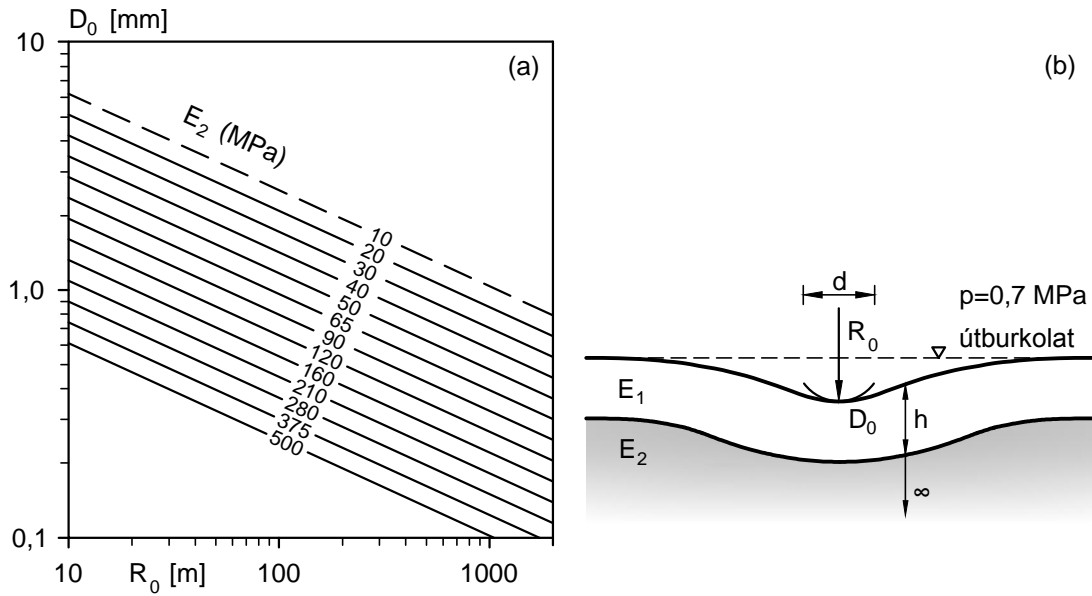 D₀ [mm]
10
(a)
E₂ (MPa)
10
20
30
40
50
65
90
120
160
210
280
375
500
1,0
0,1
10
R₀ [m]
100
1000
(b)
d
p=0,7 MPa
R₀
útburkolat
E₁
D₀
h
E₂
∞